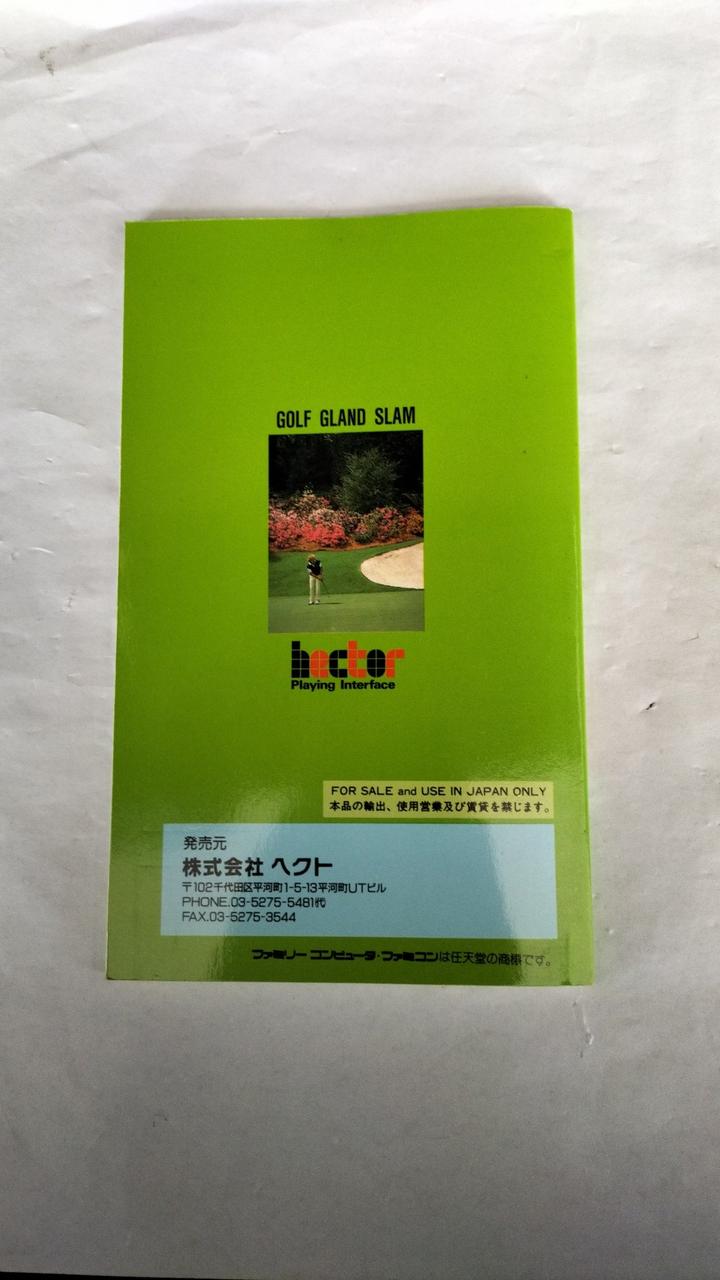 GOLF GLAND SLAM
hector
Playing Interface
FOR SALE and USE IN JAPAN ONLY
本品の輸出、使用営業及び賃貸を禁じます。
発売元
株式会社 ヘクト
〒102千代田区平河町1-5-13平河町UTビル
PHONE.03-5275-5481代
FAX.03-5275-3544
ファミリー コンピュータ・ファミコンは任天堂の商標です。